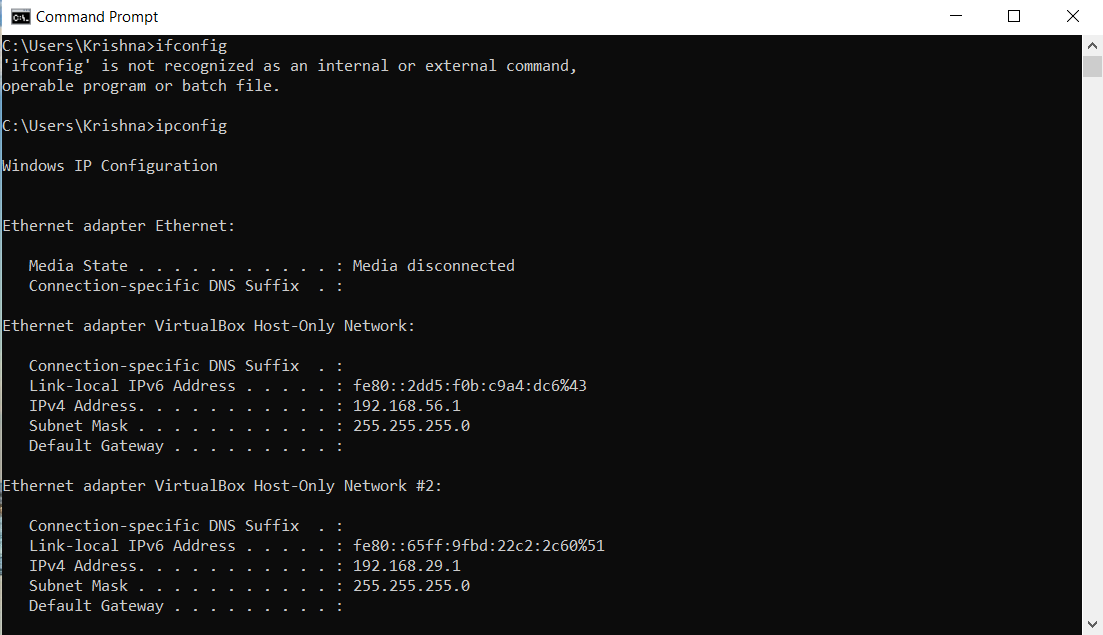 Command Prompt
C:\Users\Krishna>ifconfig
'ifconfig' is not recognized as an internal or external command,
operable program or batch file.
C:\Users\Krishna>ipconfig
Windows IP Configuration
Ethernet adapter Ethernet:
   Media State . . . . . . . . . . . : Media disconnected
   Connection-specific DNS Suffix  . :
Ethernet adapter VirtualBox Host-Only Network:
   Connection-specific DNS Suffix  . :
   Link-local IPv6 Address . . . . . : fe80::2dd5:f0b:c9a4:dc6%43
   IPv4 Address. . . . . . . . . . . : 192.168.56.1
   Subnet Mask . . . . . . . . . . . : 255.255.255.0
   Default Gateway . . . . . . . . . :
Ethernet adapter VirtualBox Host-Only Network #2:
   Connection-specific DNS Suffix  . :
   Link-local IPv6 Address . . . . . : fe80::65ff:9fbd:22c2:2c60%51
   IPv4 Address. . . . . . . . . . . : 192.168.29.1
   Subnet Mask . . . . . . . . . . . : 255.255.255.0
   Default Gateway . . . . . . . . . :